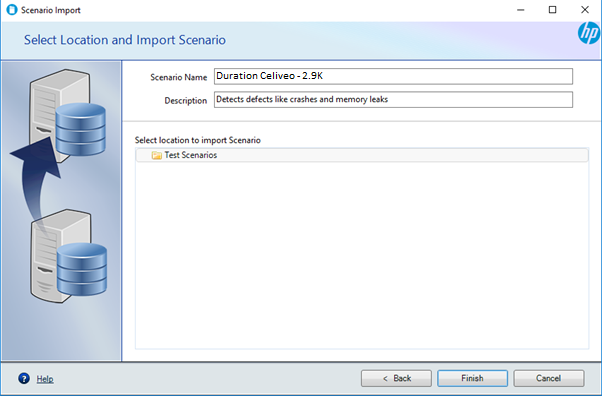 Scenario Import
Select Location and Import Scenario
hp
Scenario Name Duration Celiveo - 2.9K
Description Detects defects like crashes and memory leaks
Select location to import Scenario
Test Scenarios
? Help
< Back Finish Cancel